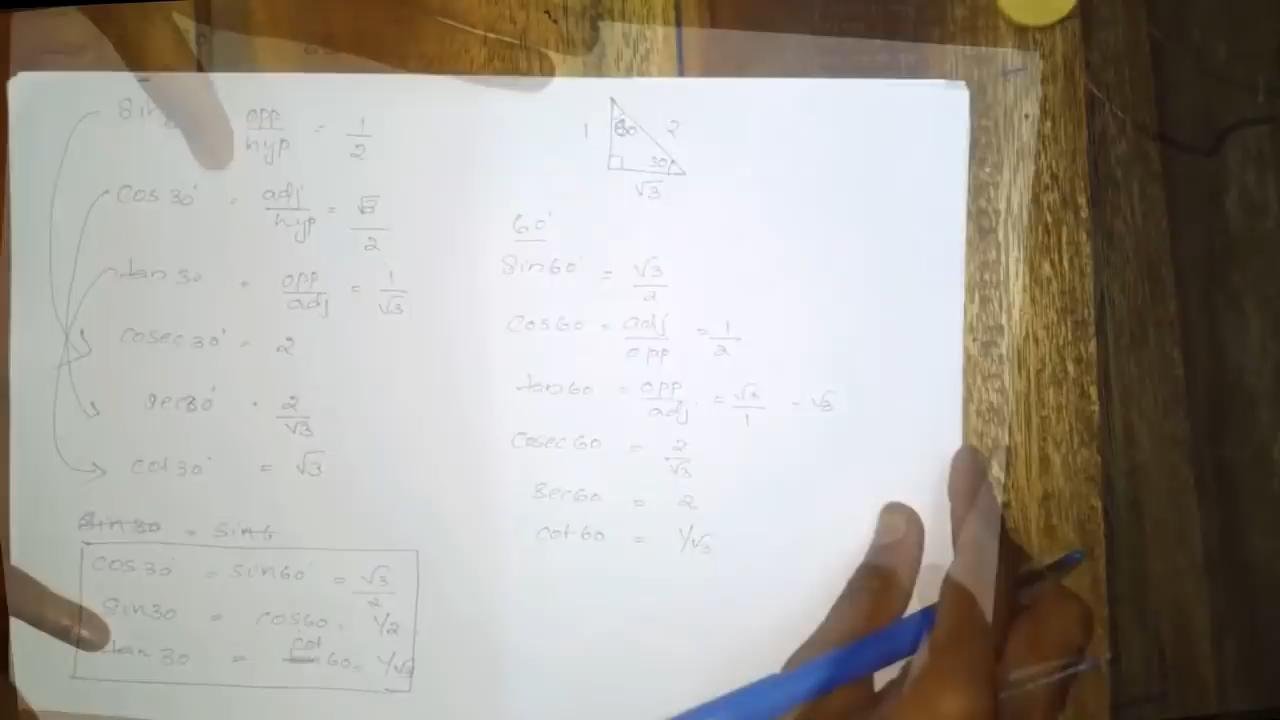 sin = opp/hyp = 1/2
cos 30° = adj/hyp = √3/2
tan 30 = opp/adj = 1/√3
cosec 30° = 2
sec 30° = 2/√3
cot 30° = √3
sin 30 = sin 6
cos 30° = sin 60° = √3/2
sin 30 = cos 60 = 1/2
tan 30 = cot 60 = 1/√3
1 60 2
30
√3
60°
sin 60° = √3/2
cos 60 = adj/opp = 1/2
tan 60 = opp/adj = √3/1 = √3
cosec 60 = 2/√3
sec 60 = 2
cot 60 = 1/√3